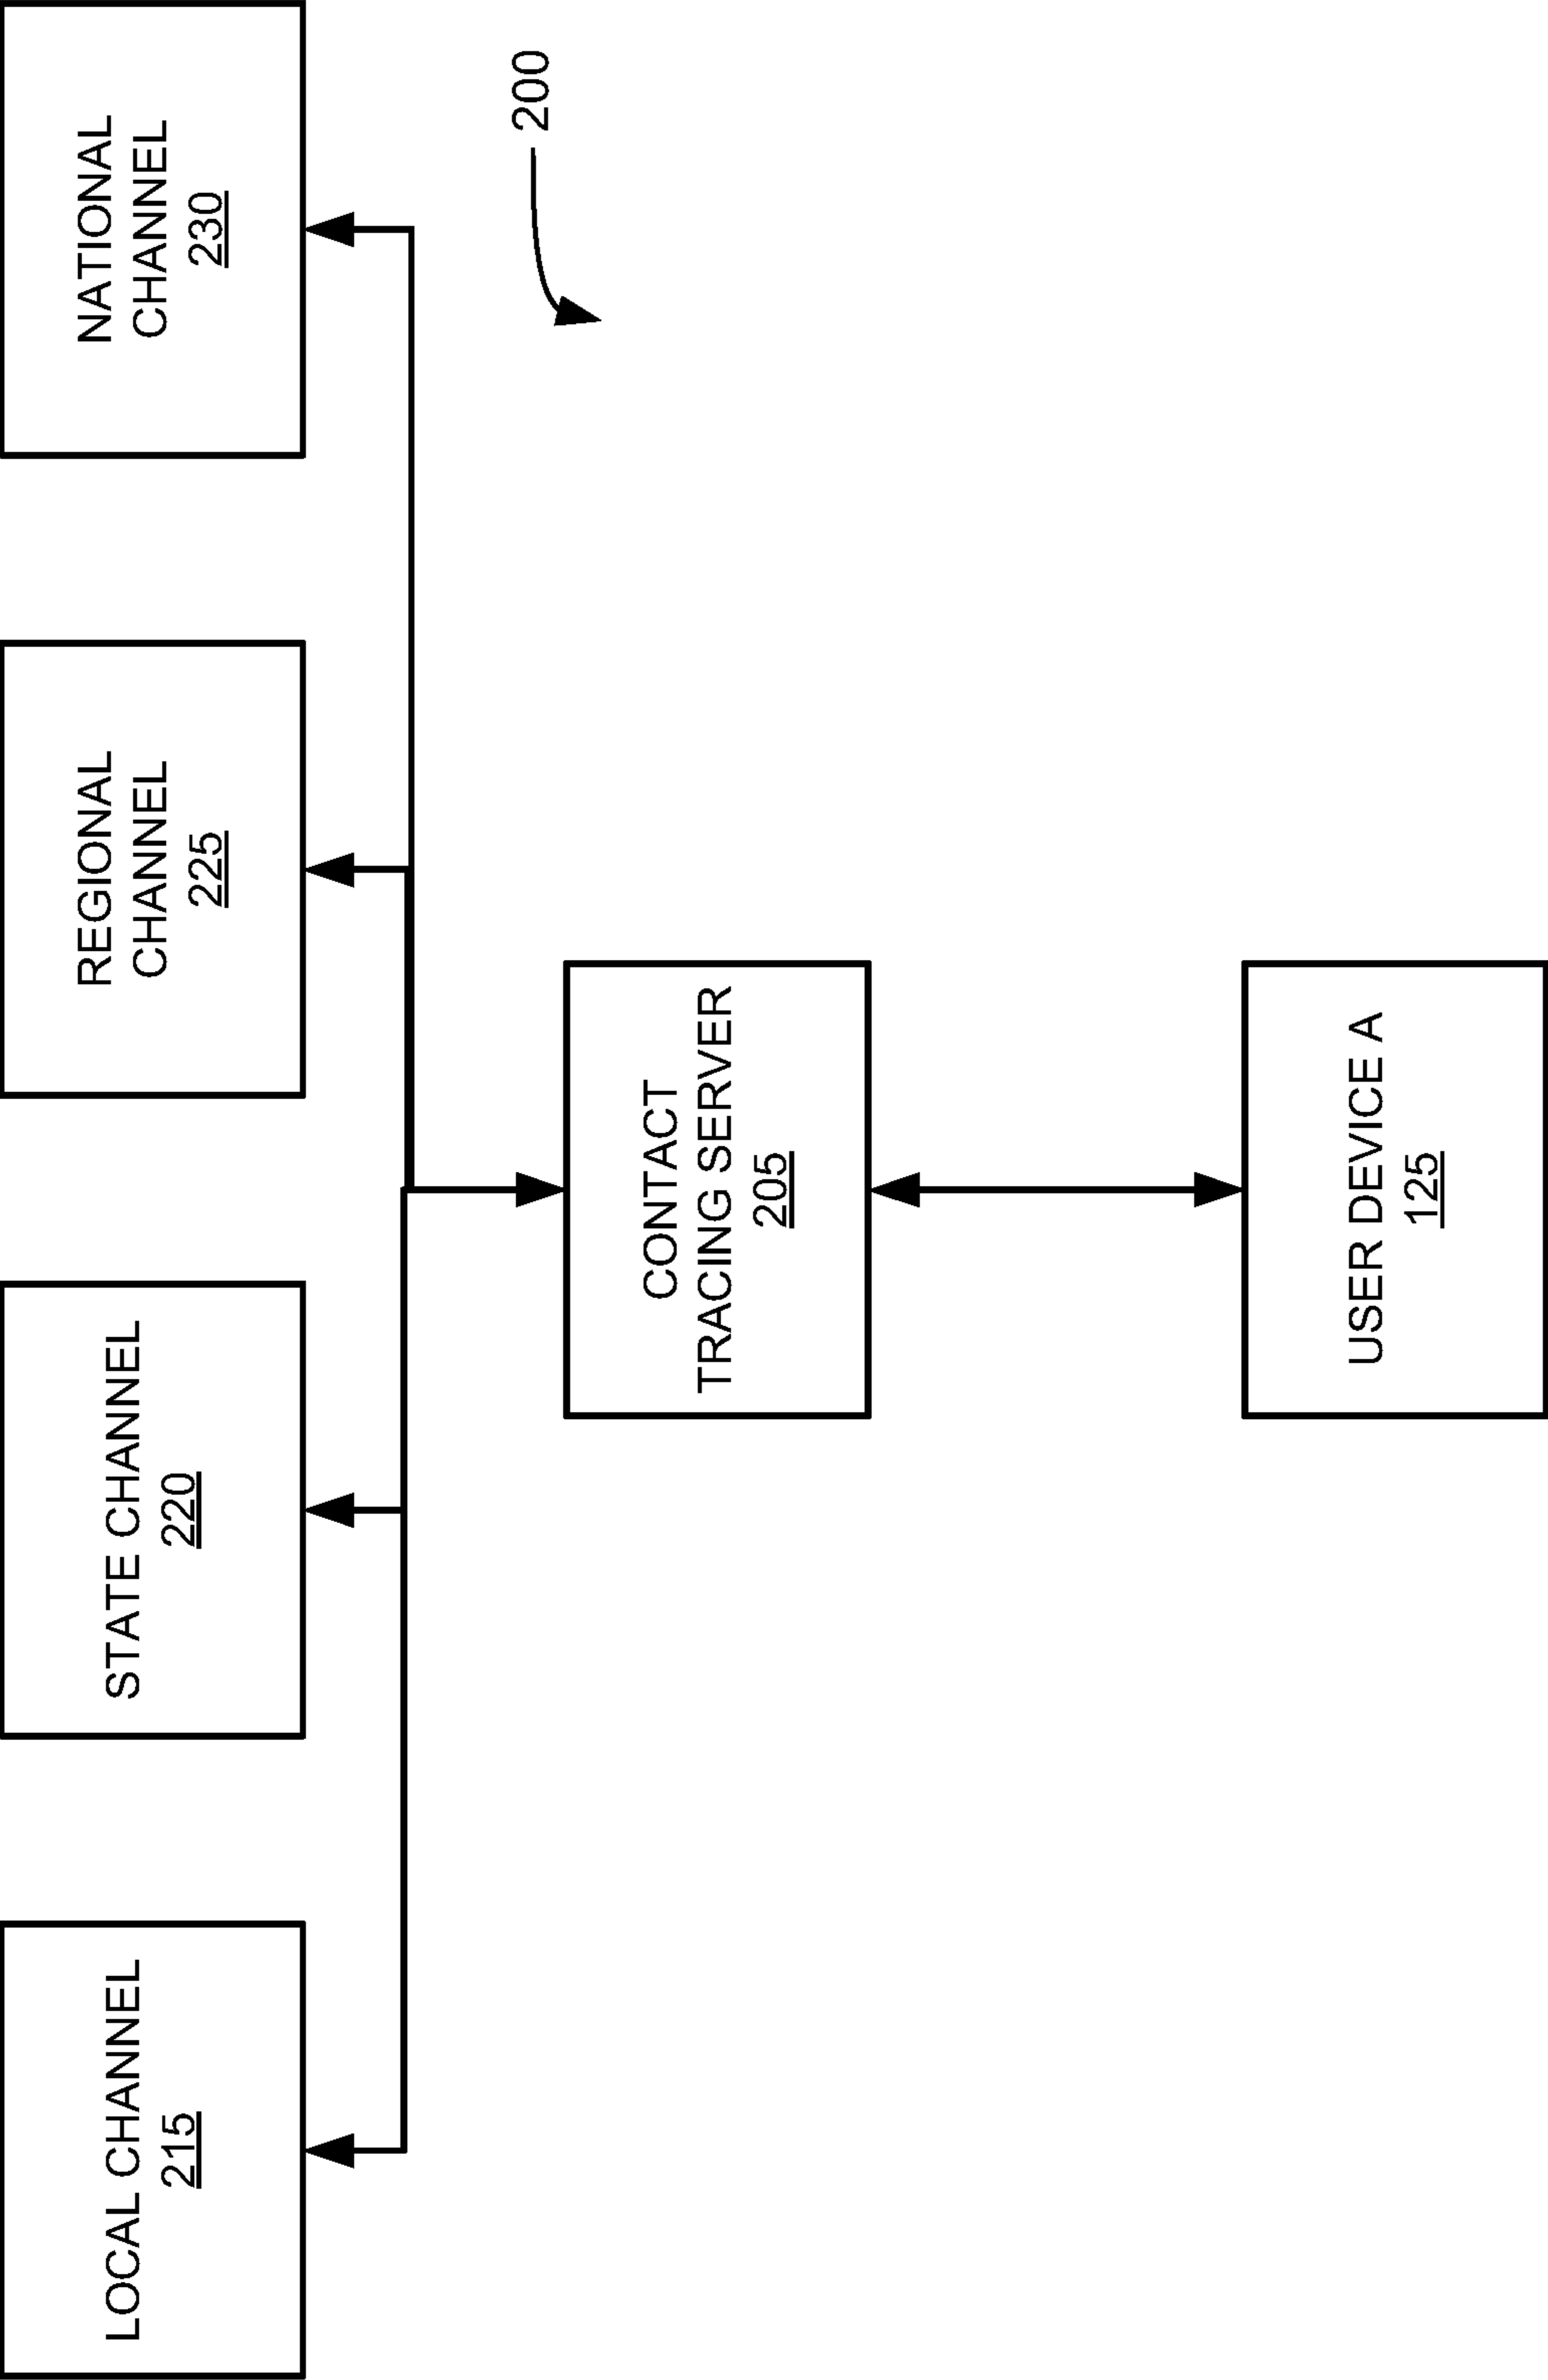 LOCAL CHANNEL
215
STATE CHANNEL
220
REGIONAL
CHANNEL
225
NATIONAL
CHANNEL
230
200
CONTACT
TRACING SERVER
205
USER DEVICE A
125